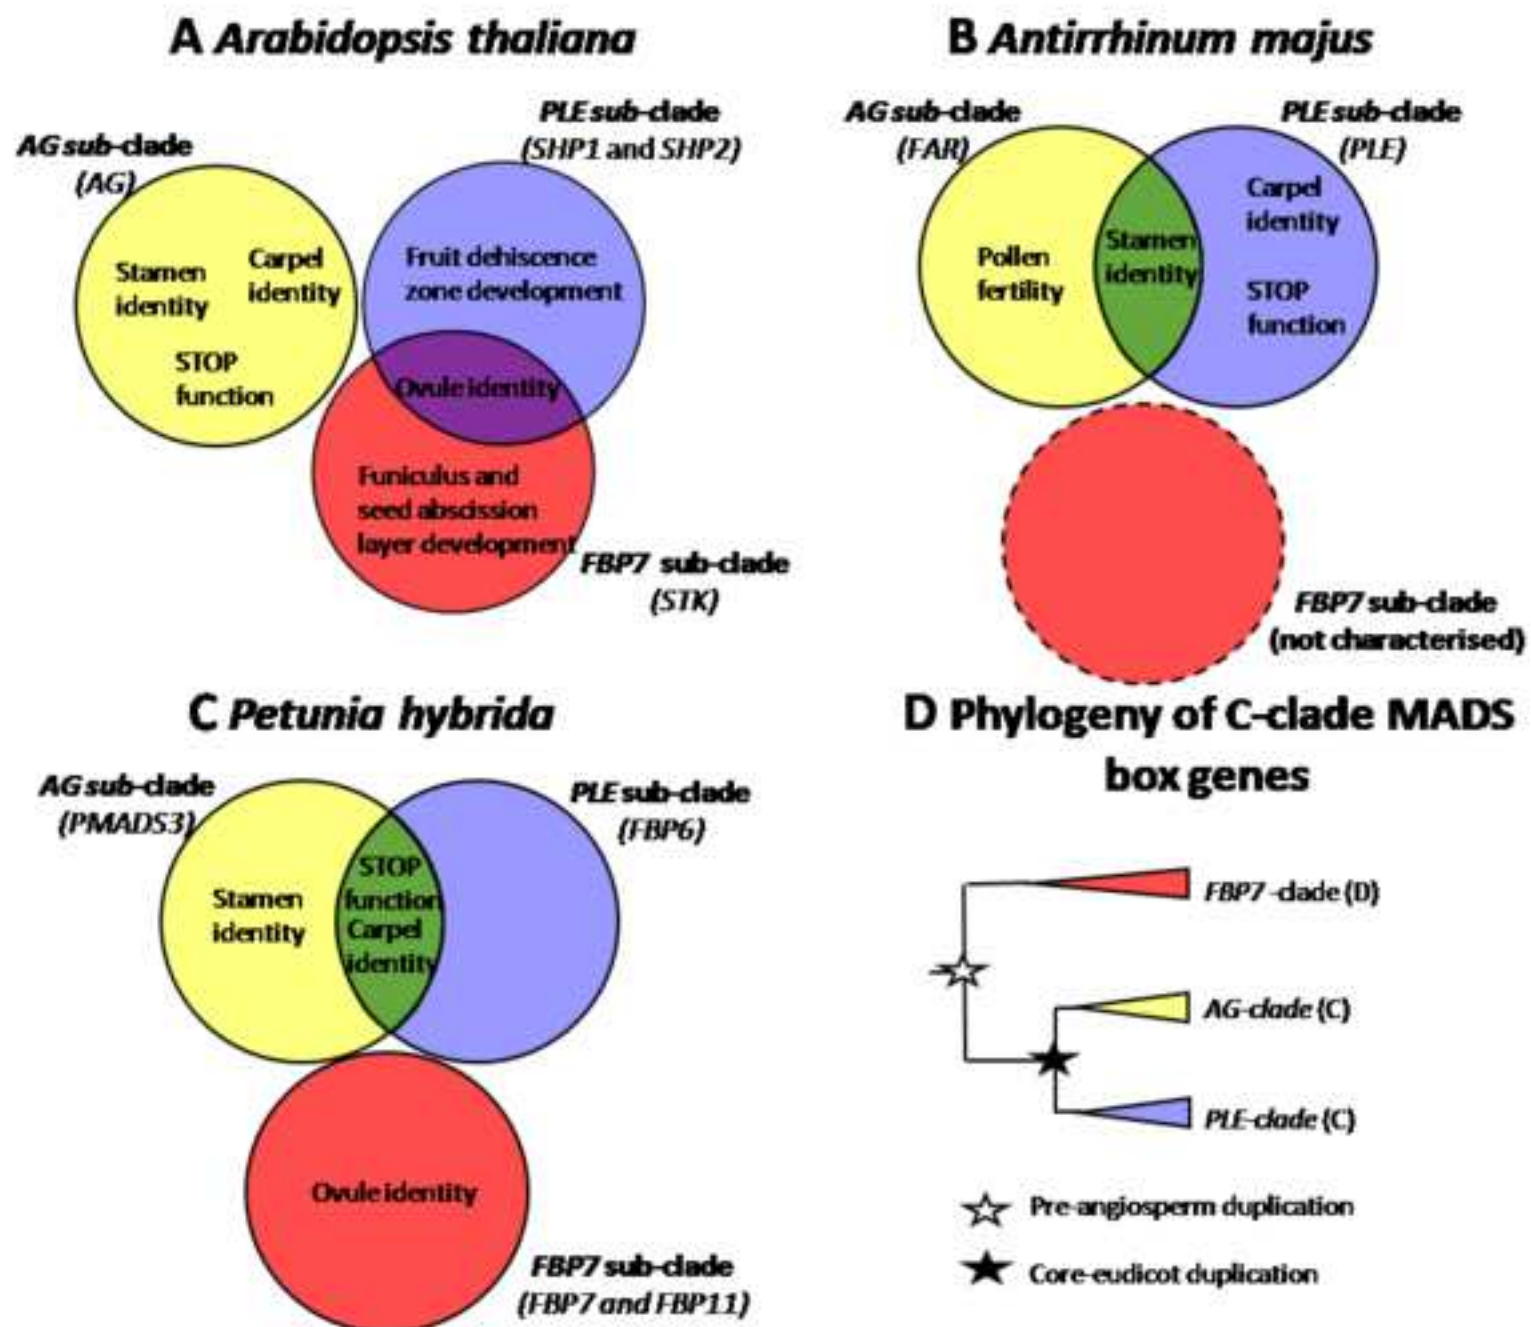 A Arabidopsis thaliana
AG sub-clade
(AG)
PLE sub-clade
(SHP1 and SHP2)
Stamen
identity
Carpel
identity
STOP
function
Fruit dehiscence
zone development
Ovule identity
Funiculus and
seed abscission
layer development
FBP7 sub-clade
(STK)
B Antirrhinum majus
AG sub-clade
(FAR)
PLE sub-clade
(PLE)
Pollen
fertility
Stamen
identity
Carpel
identity
STOP
function
FBP7 sub-clade
(not characterised)
C Petunia hybrida
AG sub-clade
(PMADS3)
PLE sub-clade
(FBP6)
Stamen
identity
STOP
function
Carpel
identity
Ovule identity
FBP7 sub-clade
(FBP7 and FBP11)
D Phylogeny of C-clade MADS
box genes
FBP7 -clade (D)
AG-clade (C)
PLE-clade (C)
Pre-angiosperm duplication
Core-eudicot duplication